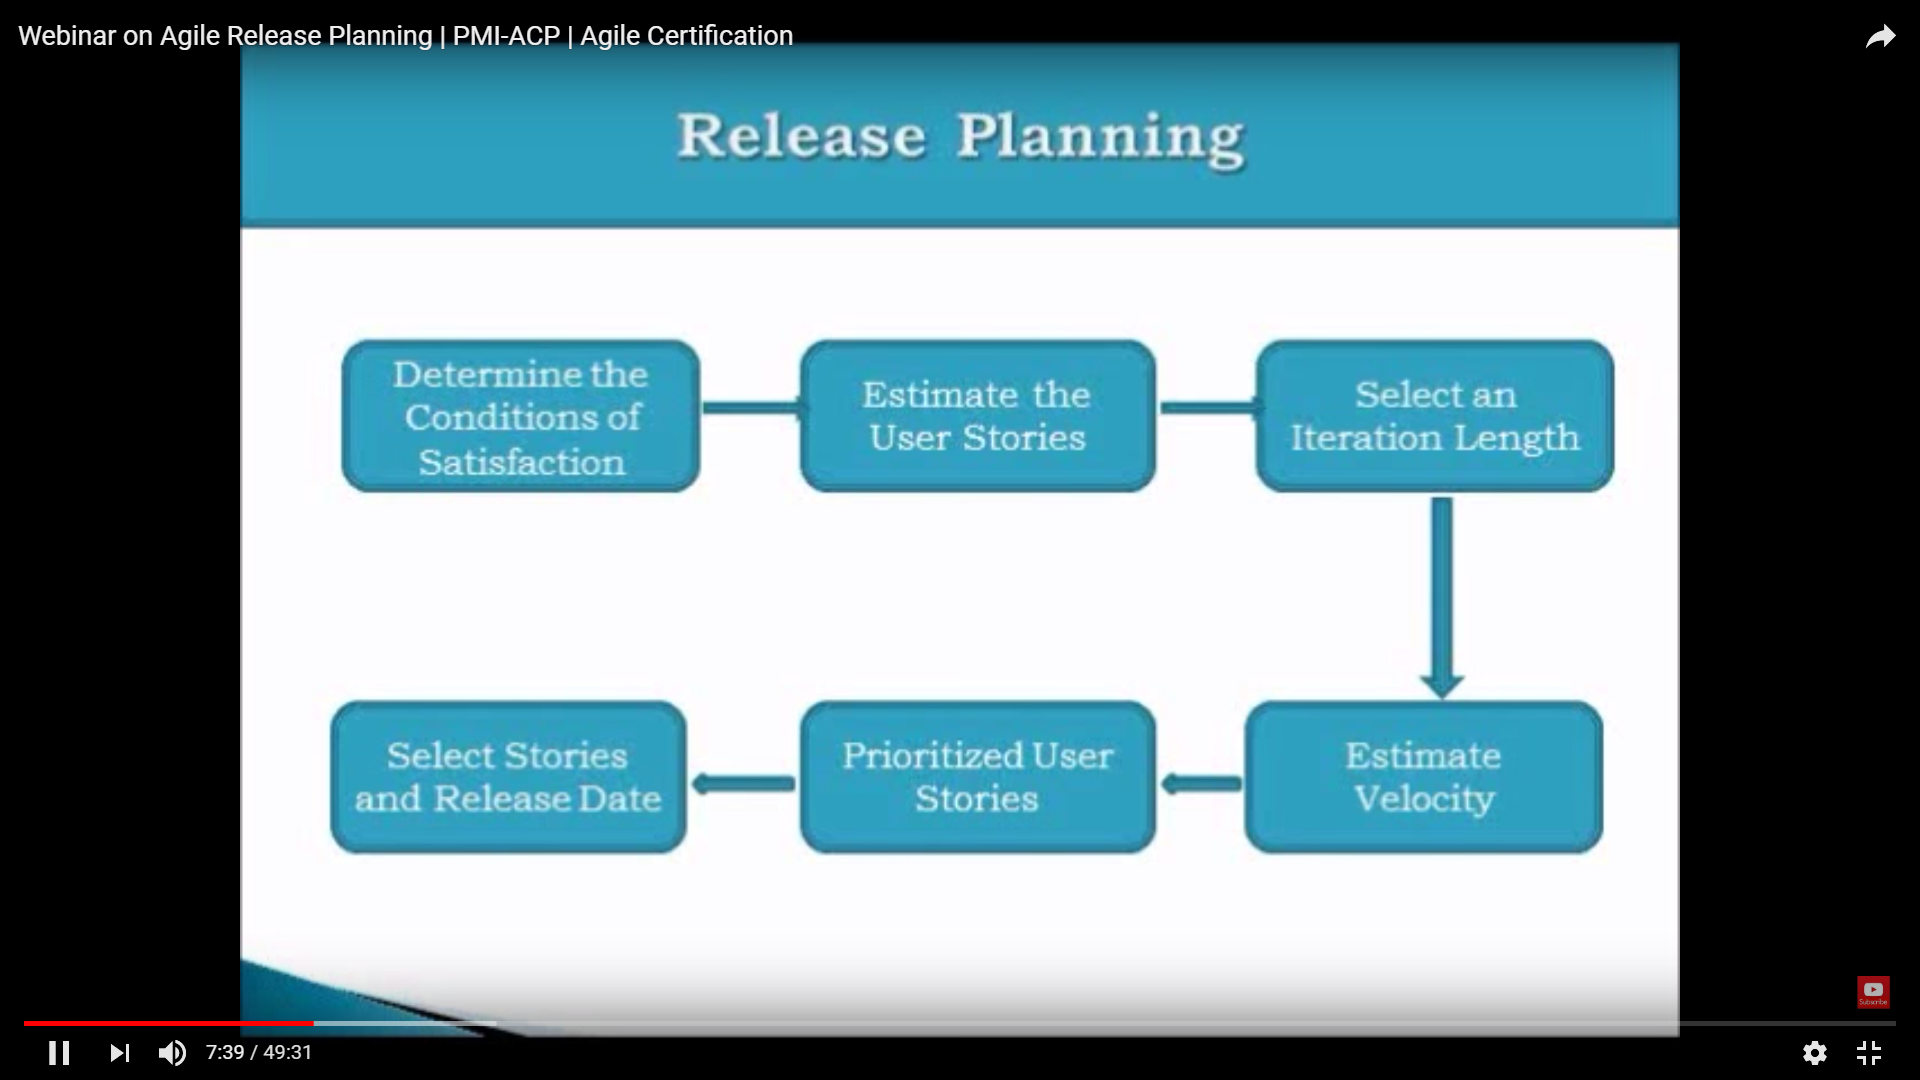 Webinar on Agile Release Planning | PMI-ACP | Agile Certification
Release Planning
Determine the
Conditions of
Satisfaction
Estimate the
User Stories
Select an
Iteration Length
Estimate
Velocity
Prioritized User
Stories
Select Stories
and Release Date
Subscribe
7:39 / 49:31